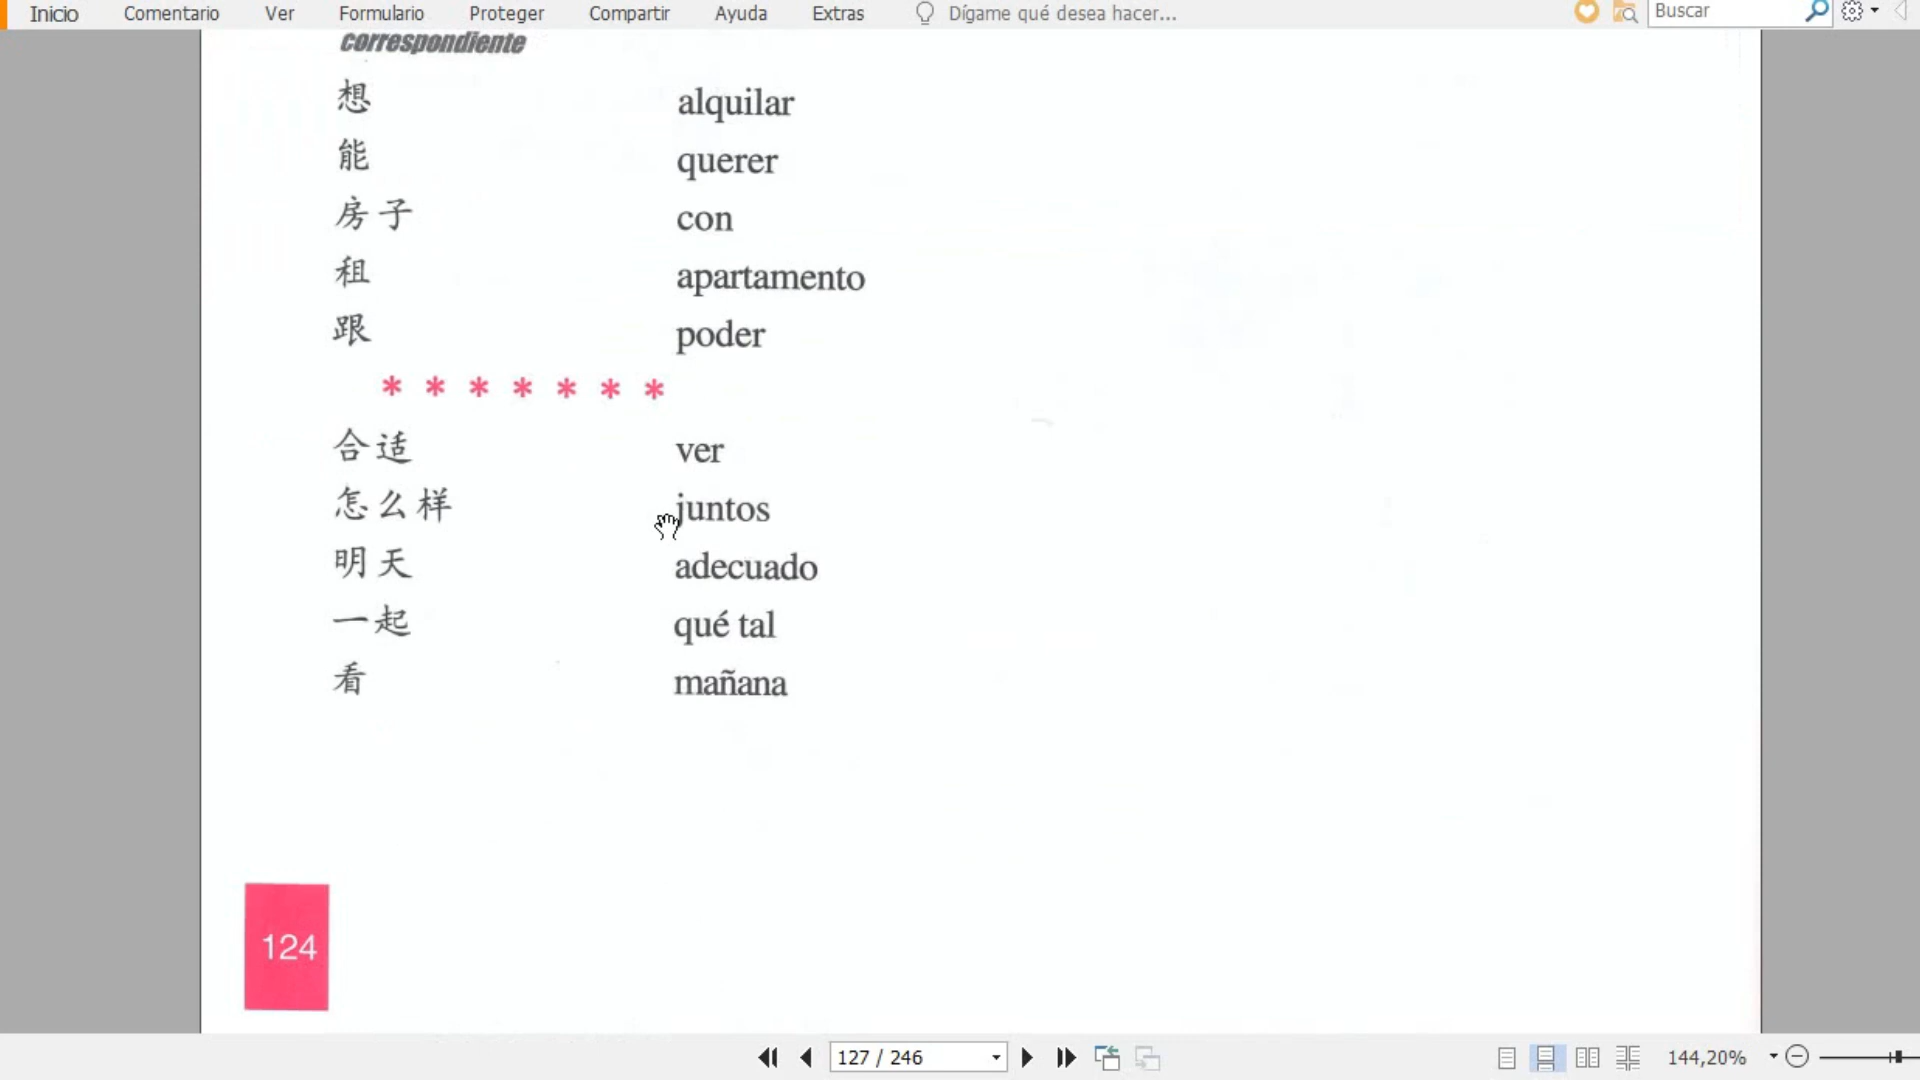 Inicio Comentario Ver Formulario Proteger Compartir Ayuda Extras Dígame qué desea hacer... Buscar
correspondiente
想 alquilar
能 querer
房子 con
租 apartamento
跟 poder
* * * * * * *
合适 ver
怎么样 juntos
明天 adecuado
一起 qué tal
看 mañana
124
127 / 246 144,20%